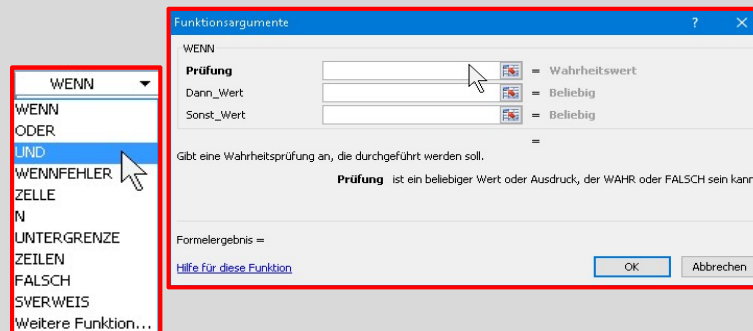 WENN
WENN
ODER
UND
WENNFEHLER
ZELLE
N
UNTERGRENZE
ZEILEN
FALSCH
SVERWEIS
Weitere Funktion...
Funktionsargumente ? ×
WENN
Prüfung = Wahrheitswert
Dann_Wert = Beliebig
Sonst_Wert = Beliebig
=
Gibt eine Wahrheitsprüfung an, die durchgeführt werden soll.
Prüfung ist ein beliebiger Wert oder Ausdruck, der WAHR oder FALSCH sein kann
Formelergebnis =
Hilfe für diese Funktion OK Abbrechen